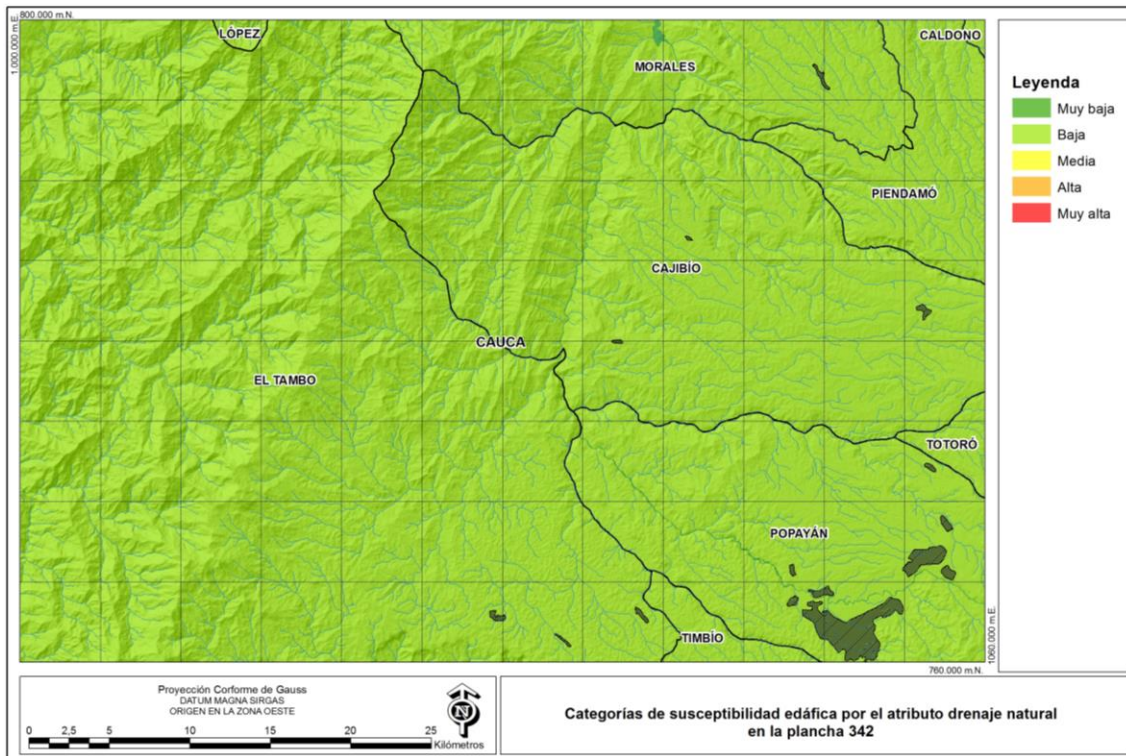 800.000 m.N.
1.000.000 m.E.
LÓPEZ
CALDONO
MORALES
PIENDAMÓ
CAJIBÍO
CAUCA
EL TAMBO
TOTORÓ
POPAYÁN
TIMBÍO
1060.000 m.E.
760.000 m.N.
Leyenda
Muy baja
Baja
Media
Alta
Muy alta
Proyección Corforme de Gauss
DATUM MAGNA SIRGAS
ORIGEN EN LA ZONA OESTE
0 2,5 5 10 15 20 25
Kilómetros
N
Categorías de susceptibilidad edáfica por el atributo drenaje natural
en la plancha 342